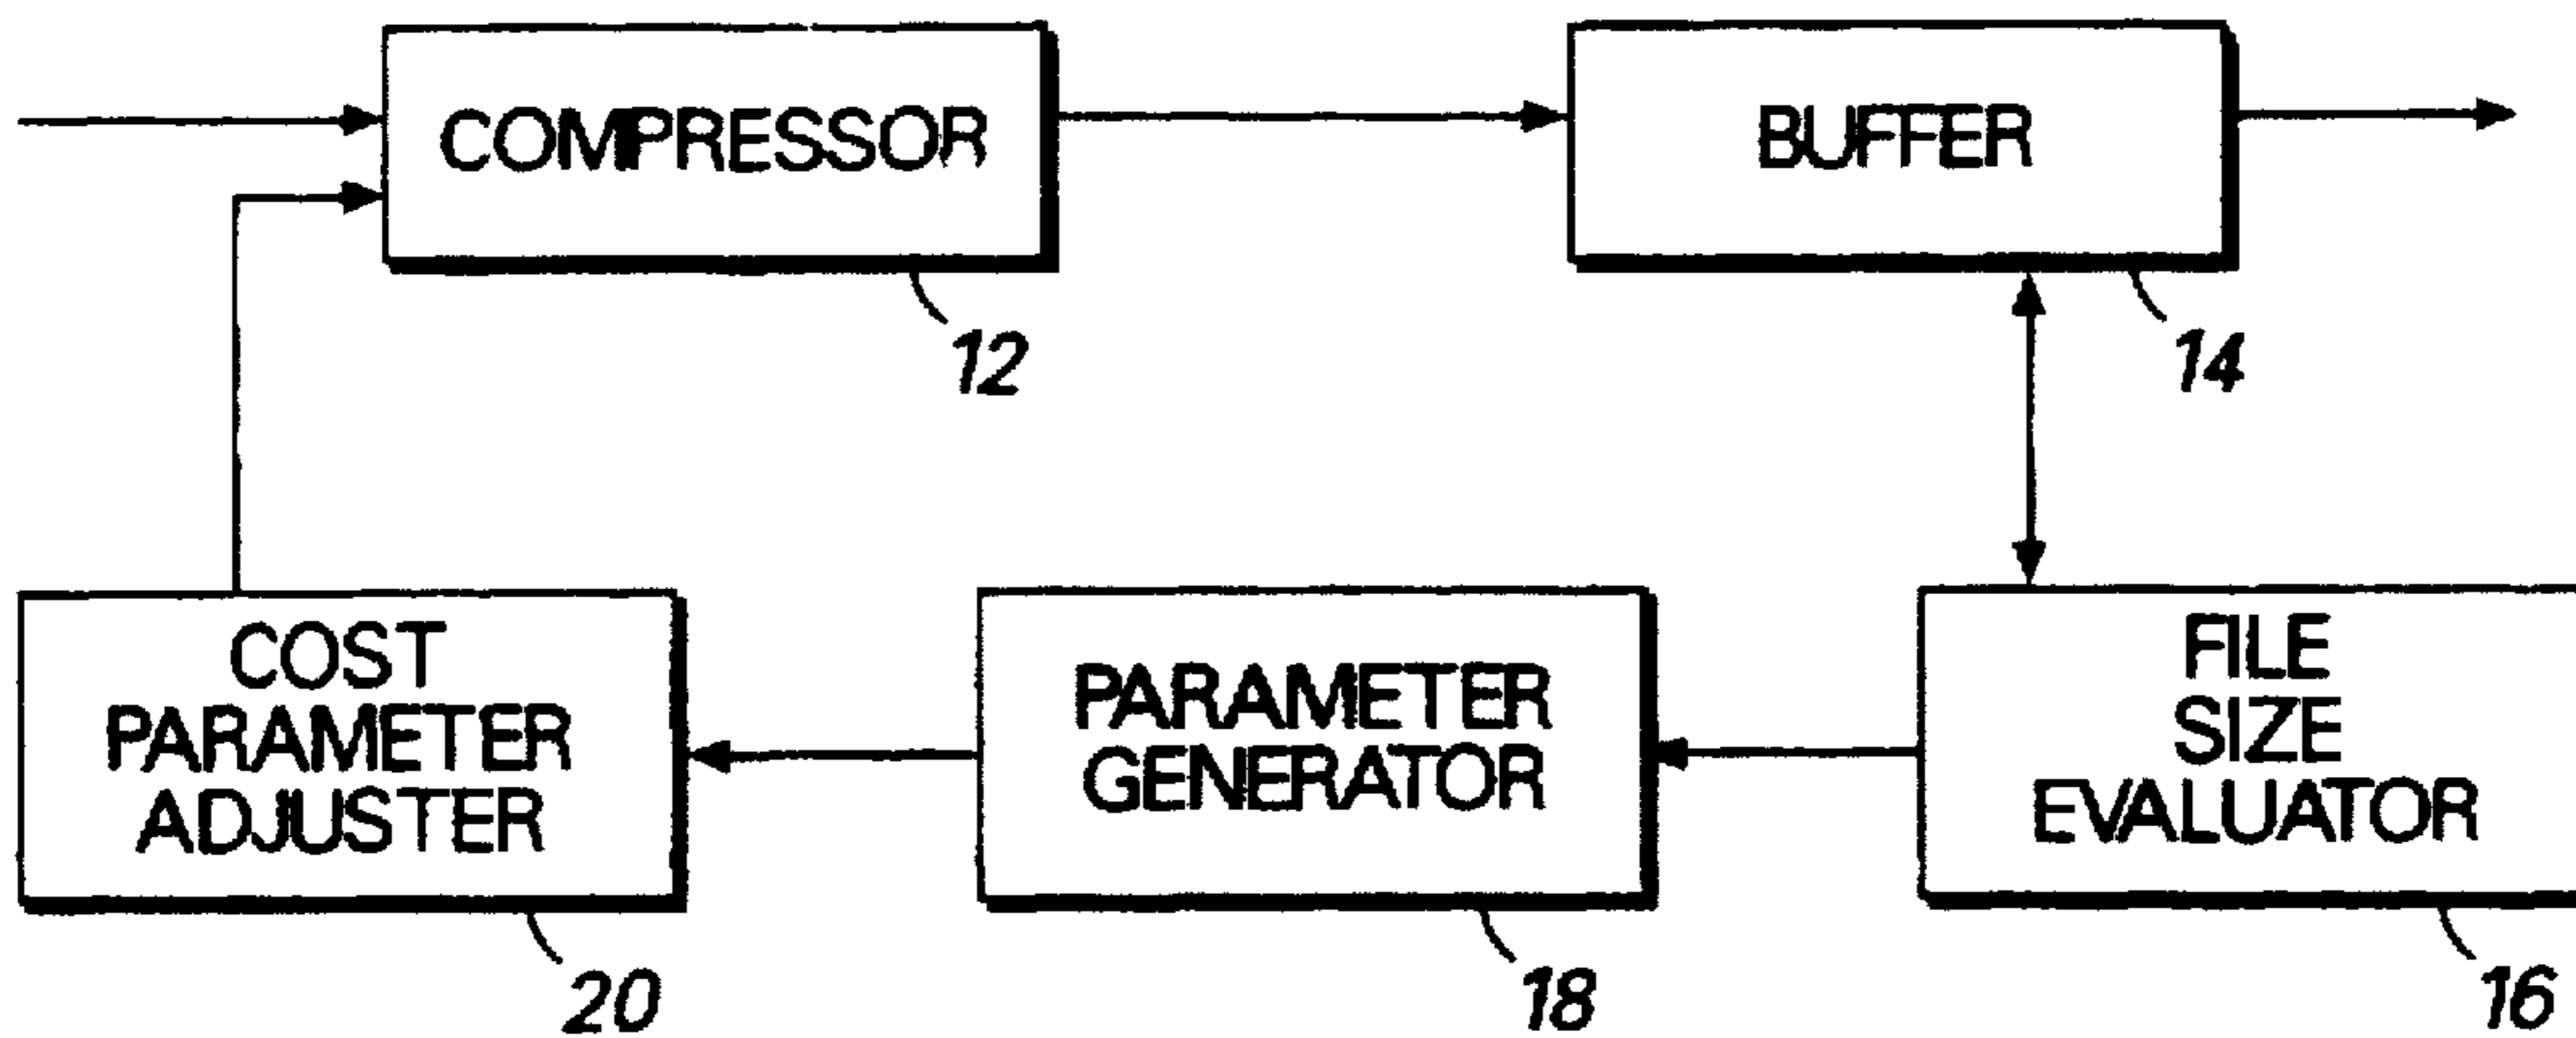 COMPRESSOR
12
BUFFER
14
COST
PARAMETER
ADJUSTER
20
PARAMETER
GENERATOR
18
FILE
SIZE
EVALUATOR
16